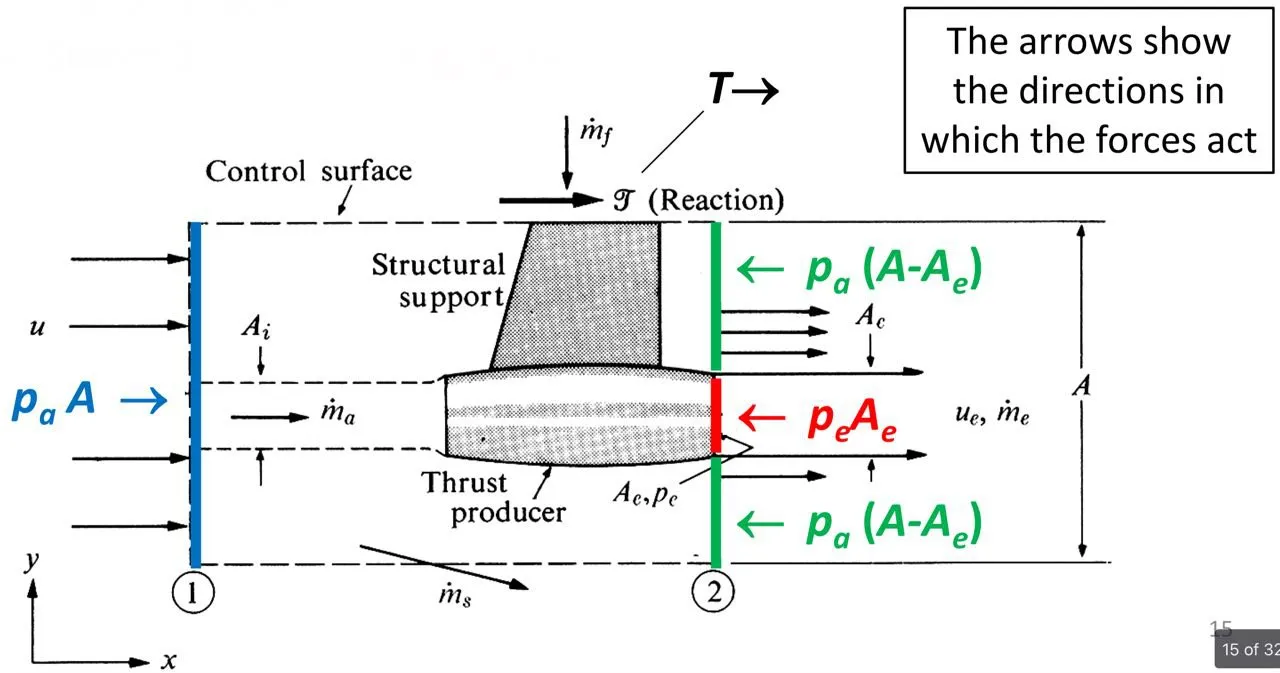 The arrows show
the directions in
which the forces act
T→
ṁf
Control surface
𝒯 (Reaction)
Structural
support
← pa (A-Ae)
u
Ai
Ae
pa A →
ṁa
← peAe
ue, ṁe
A
Thrust
producer
Ae, pe
← pa (A-Ae)
y
1
ṁs
2
x
15
15 of 32